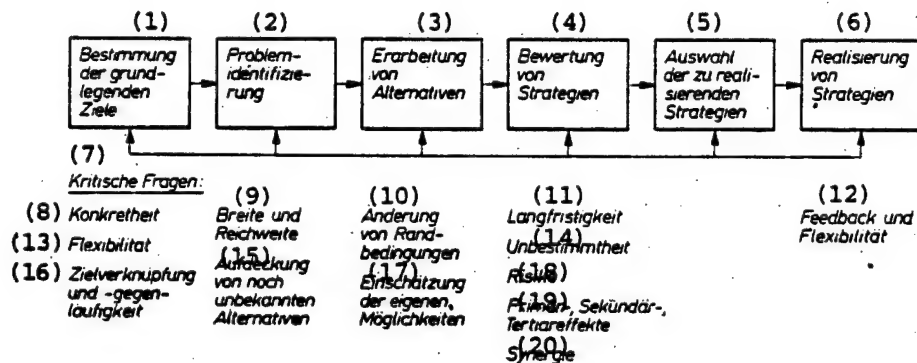 (1) (2) (3) (4) (5) (6)
Bestimmung
der grund-
legenden
Ziele
Problem-
identifizie-
rung
Erarbeitung
von
Alternativen
Bewertung
von
Strategien
Auswahl
der zu reali-
sierenden
Strategien
Realisierung
von
Strategien
(7)
Kritische Fragen:
(8) Konkretheit
(13) Flexibilität
(16) Zielverknüpfung
und -gegen-
läufigkeit
(9)
Breite und
Reichweite
(15)
Aufdeckung
von noch
unbekannten
Alternativen
(10)
Änderung
von Rand-
bedingungen
(17)
Einschätzung
der eigenen
Möglichkeiten
(11)
Langfristigkeit
(14)
Unbestimmtheit
(18)
Risiko
(19)
Primär-, Sekundär-,
Tertiäreffekte
(20)
Synergie
(12)
Feedback und
Flexibilität